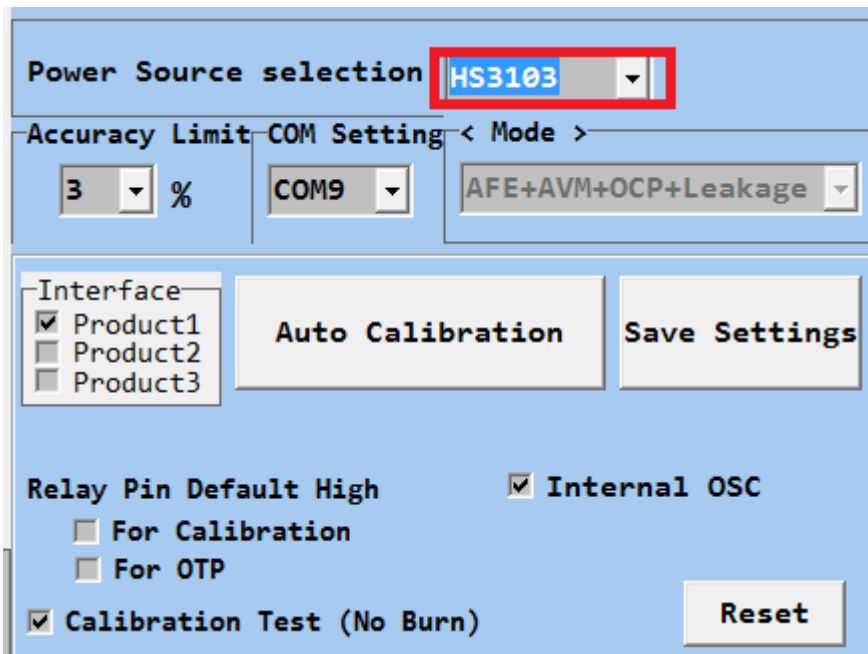 Power Source selection HS3103
Accuracy Limit COM Setting < Mode >
3 % COM9 AFE+AVM+OCP+Leakage
Interface
Product1
Product2
Product3
Auto Calibration
Save Settings
Relay Pin Default High
Internal OSC
For Calibration
For OTP
Calibration Test (No Burn)
Reset